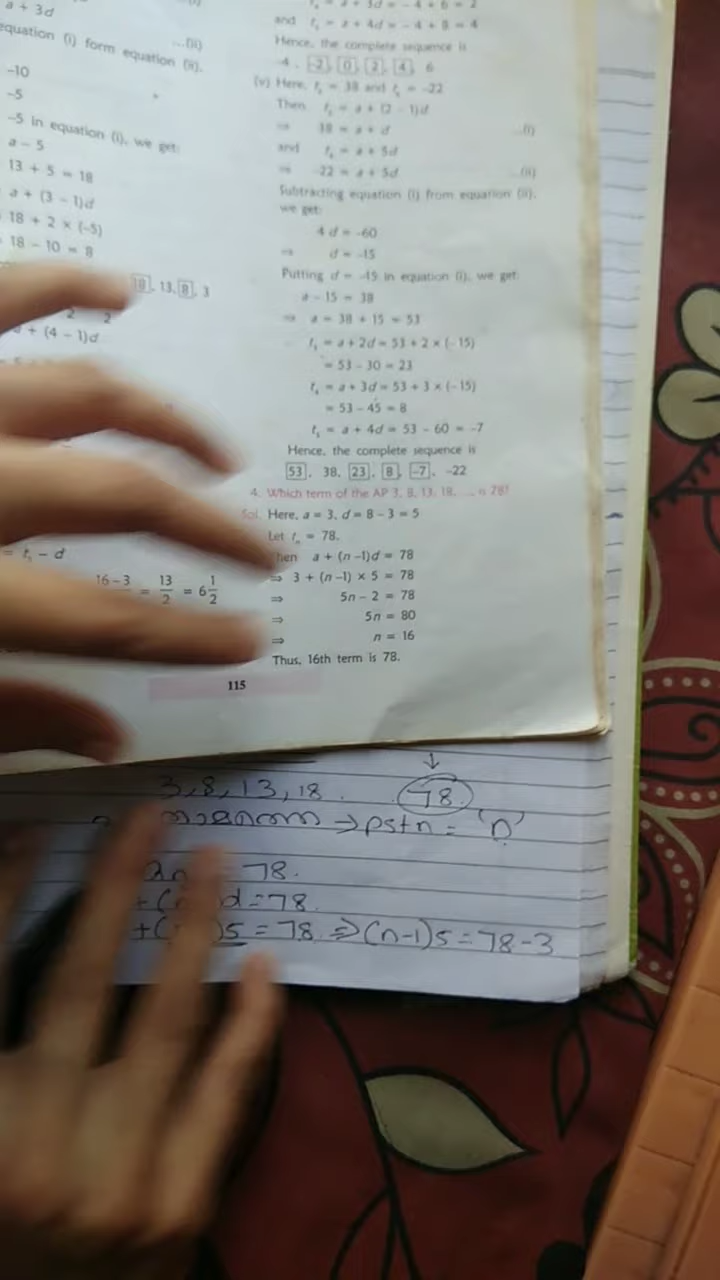 a + 3d
equation (i) form equation (ii).
...(ii)
-10
-5
-5 in equation (i), we get:
a - 5
13 + 5 = 18
a + (3 - 1)d
18 + 2 × (-5)
18 - 10 = 8
18, 13, 8, 3
+ (4 - 1)d
= t₅ - d
16-3 = 13/2 = 6 1/2
and t₅ = a + 4d = -4 + 8 = 4
Hence, the complete sequence is
-4, -2, 0, 2, 4, 6
(v) Here, t₂ = 38 and t₆ = -22
Then t₂ = a + (2 - 1)d
⇒ 38 = a + d ...(i)
and t₆ = a + 5d
⇒ -22 = a + 5d ...(ii)
Subtracting equation (i) from equation (ii),
we get:
4 d = -60
⇒ d = -15
Putting d = -15 in equation (i), we get:
a - 15 = 38
⇒ a = 38 + 15 = 53
t₃ = a + 2d = 53 + 2 × (-15)
= 53 - 30 = 23
t₄ = a + 3d = 53 + 3 × (-15)
= 53 - 45 = 8
t₅ = a + 4d = 53 - 60 = -7
Hence, the complete sequence is
53, 38, 23, 8, -7, -22
4. Which term of the AP 3, 8, 13, 18, ... is 78?
Sol. Here, a = 3, d = 8 - 3 = 5
Let tₙ = 78.
Then a + (n -1)d = 78
⇒ 3 + (n -1) × 5 = 78
⇒ 5n - 2 = 78
⇒ 5n = 80
⇒ n = 16
Thus, 16th term is 78.
115
3, 8, 13, 18 78
→ pstn = 'n'
= 78.
d = 78
5 = 78 ⇒ (n-1)5 = 78-3